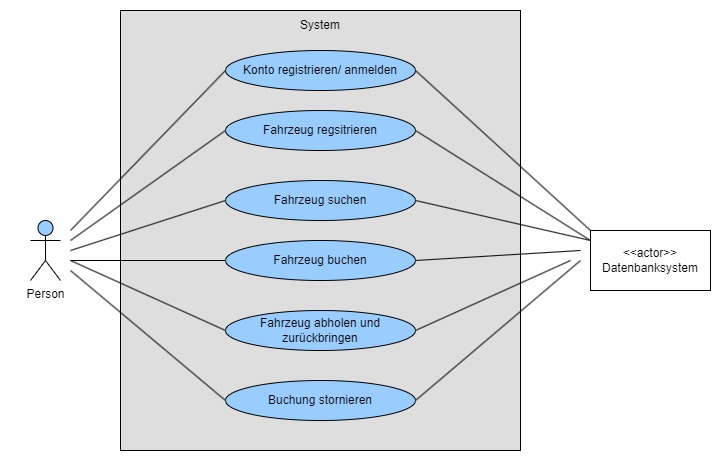 System
Konto registrieren/ anmelden
Fahrzeug regsitrieren
Fahrzeug suchen
Fahrzeug buchen
Fahrzeug abholen und
zurückbringen
Buchung stornieren
Person
<<actor>>
Datenbanksystem